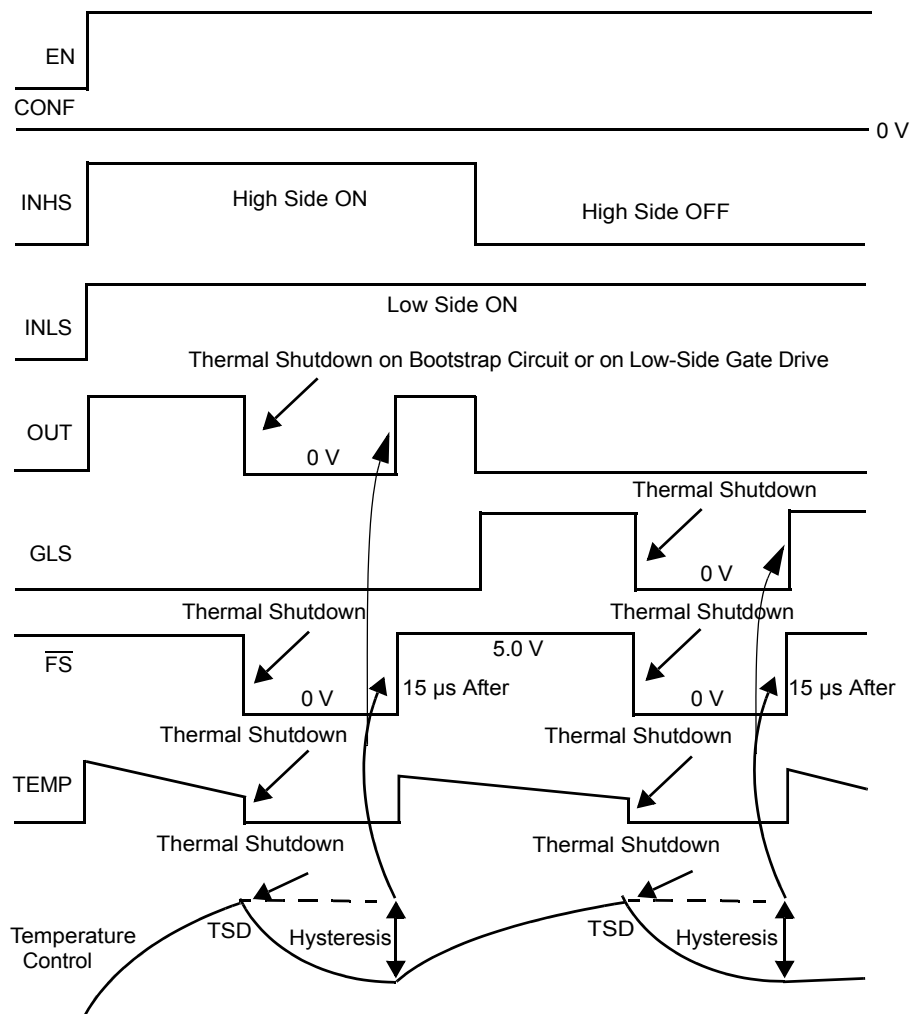 EN
CONF
0 V
INHS
High Side ON
High Side OFF
INLS
Low Side ON
Thermal Shutdown on Bootstrap Circuit or on Low-Side Gate Drive
OUT
0 V
Thermal Shutdown
GLS
0 V
Thermal Shutdown
Thermal Shutdown
FS
5.0 V
0 V
15 µs After
0 V
15 µs After
Thermal Shutdown
Thermal Shutdown
TEMP
Thermal Shutdown
Thermal Shutdown
TSD
Hysteresis
TSD
Hysteresis
Temperature
Control